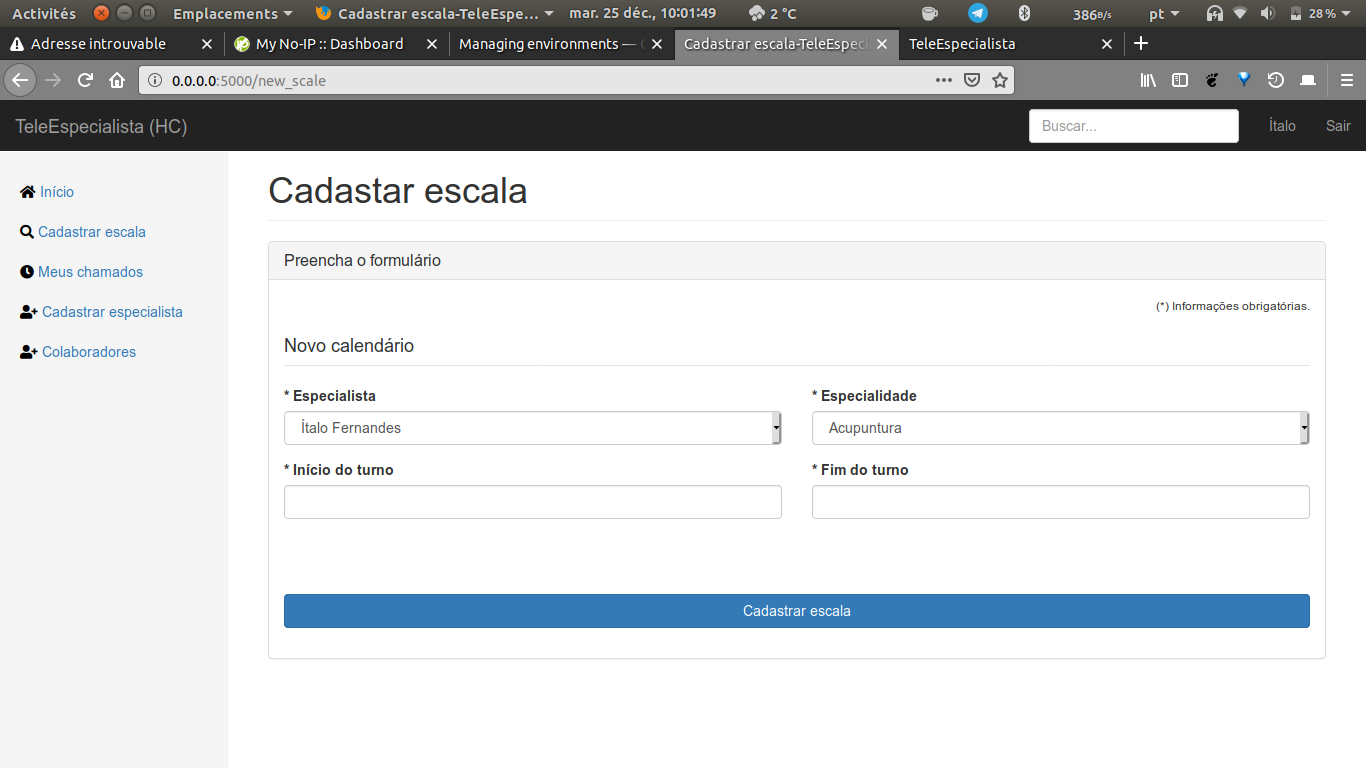 Activités Emplacements Cadastrar escala-TeleEspe... mar. 25 déc., 10:01:49 2 °C 386B/s pt 28 %
Adresse introuvable My No-IP :: Dashboard Managing environments — Cadastrar escala-TeleEspeci TeleEspecialista
0.0.0.0:5000/new_scale
TeleEspecialista (HC) Buscar... Ítalo Sair
Início
Cadastrar escala
Meus chamados
Cadastrar especialista
Colaboradores
Cadastar escala
Preencha o formulário
(*) Informações obrigatórias.
Novo calendário
* Especialista * Especialidade
Ítalo Fernandes Acupuntura
* Início do turno * Fim do turno
Cadastrar escala